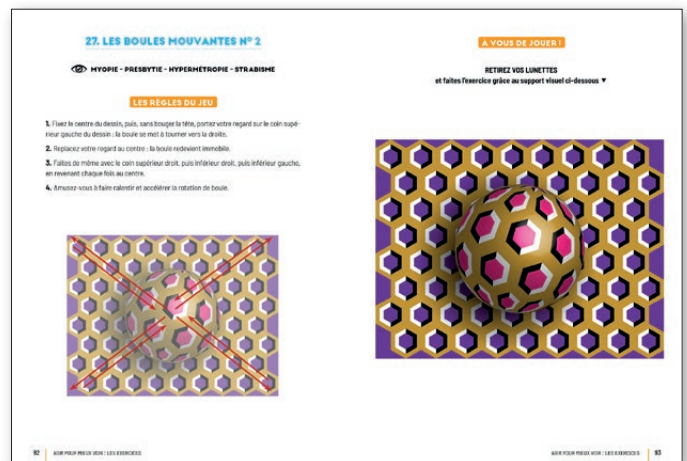 27. LES BOULES MOUVANTES N° 2
MYOPIE - PRESBYTIE - HYPERMÉTROPIE - STRABISME
LES RÈGLES DU JEU
1. Fixez le centre du dessin, puis, sans bouger la tête, portez votre regard sur le coin supé-
rieur gauche du dessin : la boule se met à tourner vers la droite.
2. Replacez votre regard au centre : la boule redevient immobile.
3. Faites de même avec le coin supérieur droit, puis inférieur droit, puis inférieur gauche,
en revenant chaque fois au centre.
4. Amusez-vous à faire ralentir et accélérer la rotation de boule.
92 | AGIR POUR MIEUX VOIR : LES EXERCICES
À VOUS DE JOUER !
RETIREZ VOS LUNETTES
et faites l'exercice grâce au support visuel ci-dessous ▼
AGIR POUR MIEUX VOIR : LES EXERCICES | 93